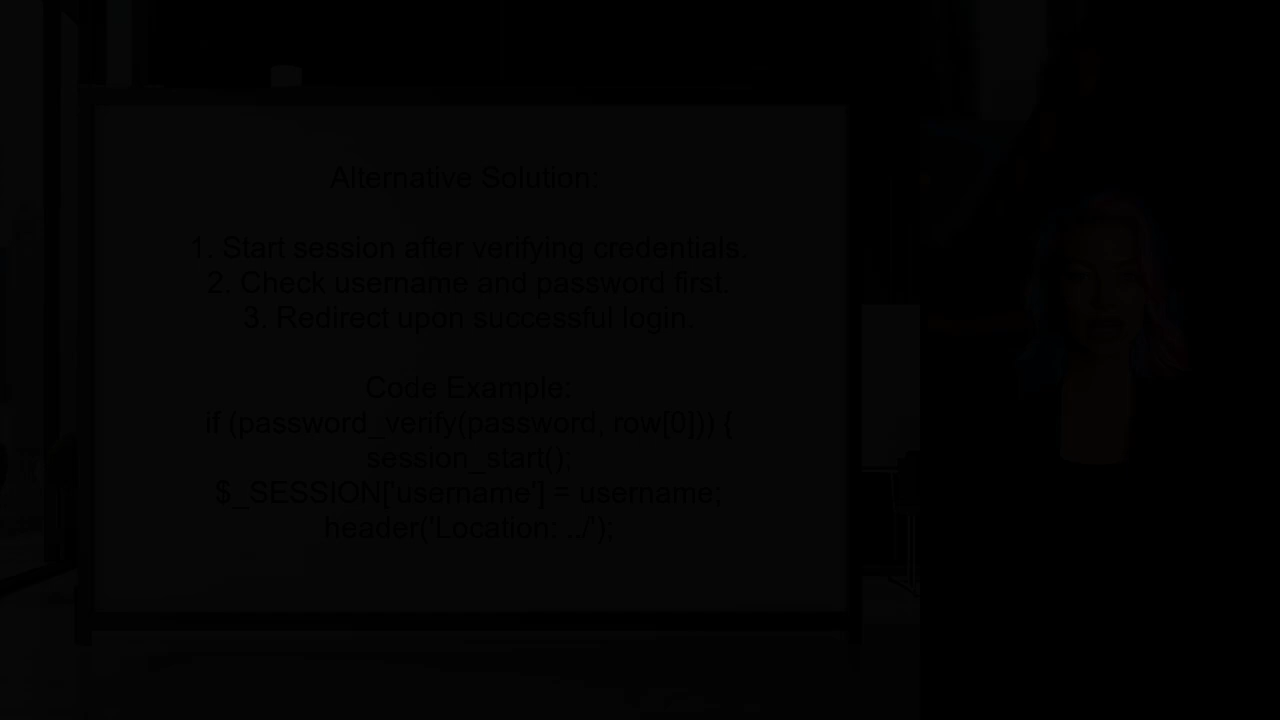 Alternative Solution:
1. Start session after verifying credentials.
2. Check username and password first.
3. Redirect upon successful login.
Code Example:
if (password_verify(password, row[0])) {
session_start();
$_SESSION['username'] = username;
header('Location: ../');